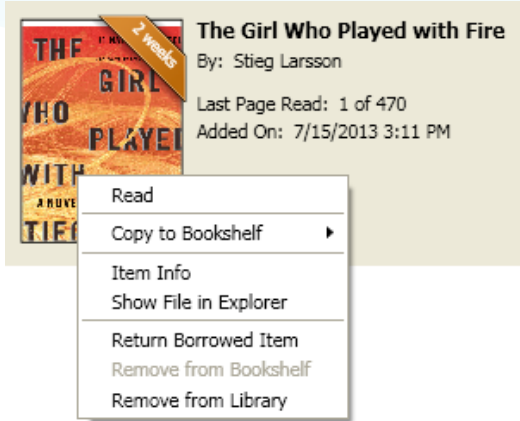 The Girl Who Played with Fire
By: Stieg Larsson
Last Page Read: 1 of 470
Added On: 7/15/2013 3:11 PM
2 weeks
THE
GIRL
WHO
PLAYED
WITH
Read
Copy to Bookshelf
Item Info
Show File in Explorer
Return Borrowed Item
Remove from Bookshelf
Remove from Library